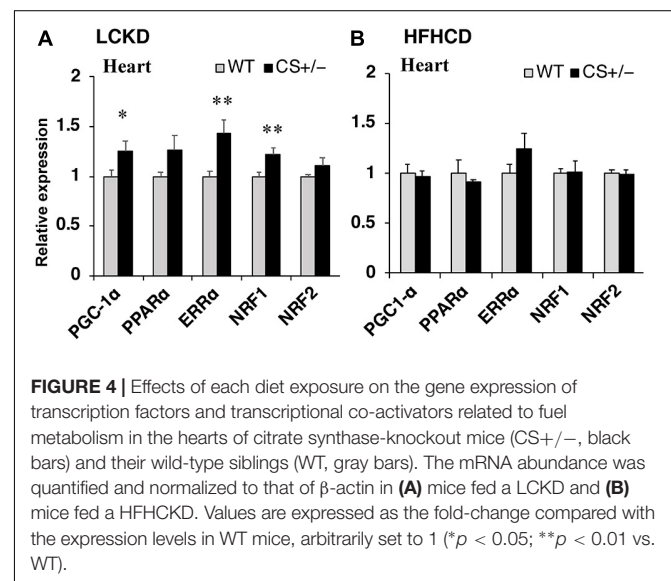 A LCKD
Heart
WT CS+/−
Relative expression
2
1.5
1
0.5
0
* ** **
PGC-1α PPARα ERRα NRF1 NRF2
B HFHCD
Heart
WT CS+/−
2
1.5
1
0.5
0
PGC1-α PPARα ERRα NRF1 NRF2
FIGURE 4 | Effects of each diet exposure on the gene expression of
transcription factors and transcriptional co-activators related to fuel
metabolism in the hearts of citrate synthase-knockout mice (CS+/−, black
bars) and their wild-type siblings (WT, gray bars). The mRNA abundance was
quantified and normalized to that of β-actin in (A) mice fed a LCKD and (B)
mice fed a HFHCKD. Values are expressed as the fold-change compared with
the expression levels in WT mice, arbitrarily set to 1 (*p < 0.05; **p < 0.01 vs.
WT).